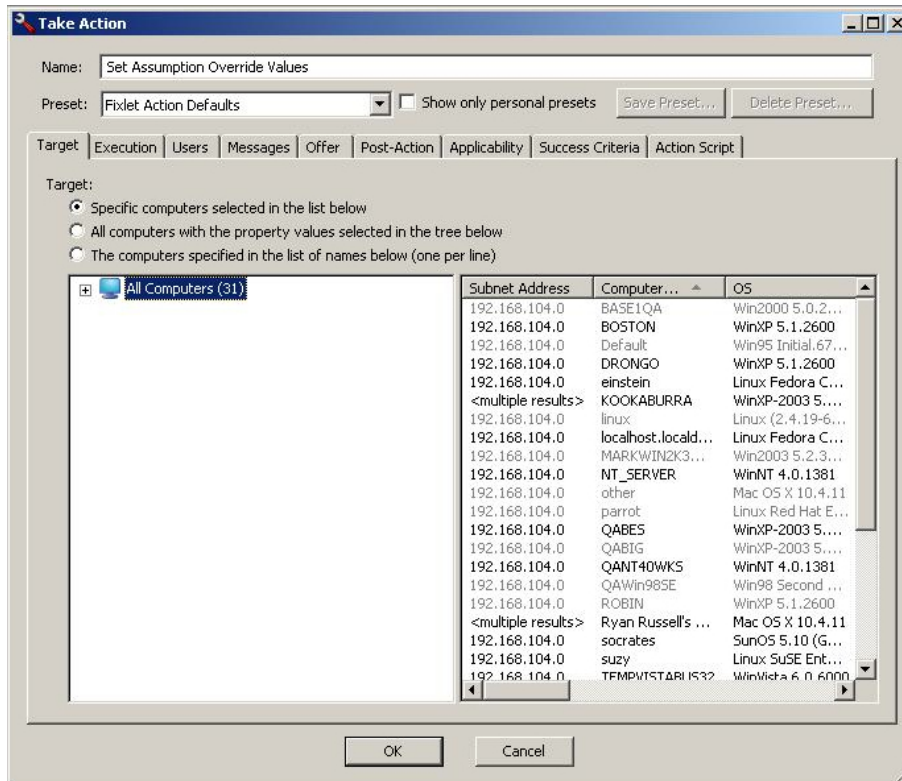 Take Action
Name: Set Assumption Override Values
Preset: Fixlet Action Defaults Show only personal presets Save Preset... Delete Preset...
Target Execution Users Messages Offer Post-Action Applicability Success Criteria Action Script
Target:
Specific computers selected in the list below
All computers with the property values selected in the tree below
The computers specified in the list of names below (one per line)
All Computers (31)
Subnet Address Computer... OS
192.168.104.0 BASE1QA Win2000 5.0.2...
192.168.104.0 BOSTON WinXP 5.1.2600
192.168.104.0 Default Win95 Initial.67...
192.168.104.0 DRONGO WinXP 5.1.2600
192.168.104.0 einstein Linux Fedora C...
<multiple results> KOOKABURRA WinXP-2003 5....
192.168.104.0 linux Linux (2.4.19-6...
192.168.104.0 localhost.locald... Linux Fedora C...
192.168.104.0 MARKWIN2K3... Win2003 5.2.3...
192.168.104.0 NT_SERVER WinNT 4.0.1381
192.168.104.0 other Mac OS X 10.4.11
192.168.104.0 parrot Linux Red Hat E...
192.168.104.0 QABES WinXP-2003 5....
192.168.104.0 QABIG WinXP-2003 5....
192.168.104.0 QANT40WKS WinNT 4.0.1381
192.168.104.0 QAWin98SE Win98 Second ...
192.168.104.0 ROBIN WinXP 5.1.2600
<multiple results> Ryan Russell's ... Mac OS X 10.4.11
192.168.104.0 socrates SunOS 5.10 (G...
192.168.104.0 suzy Linux SuSE Ent...
192.168.104.0 TEMPVISTABUS32 WinVista 6.0.6000
OK Cancel